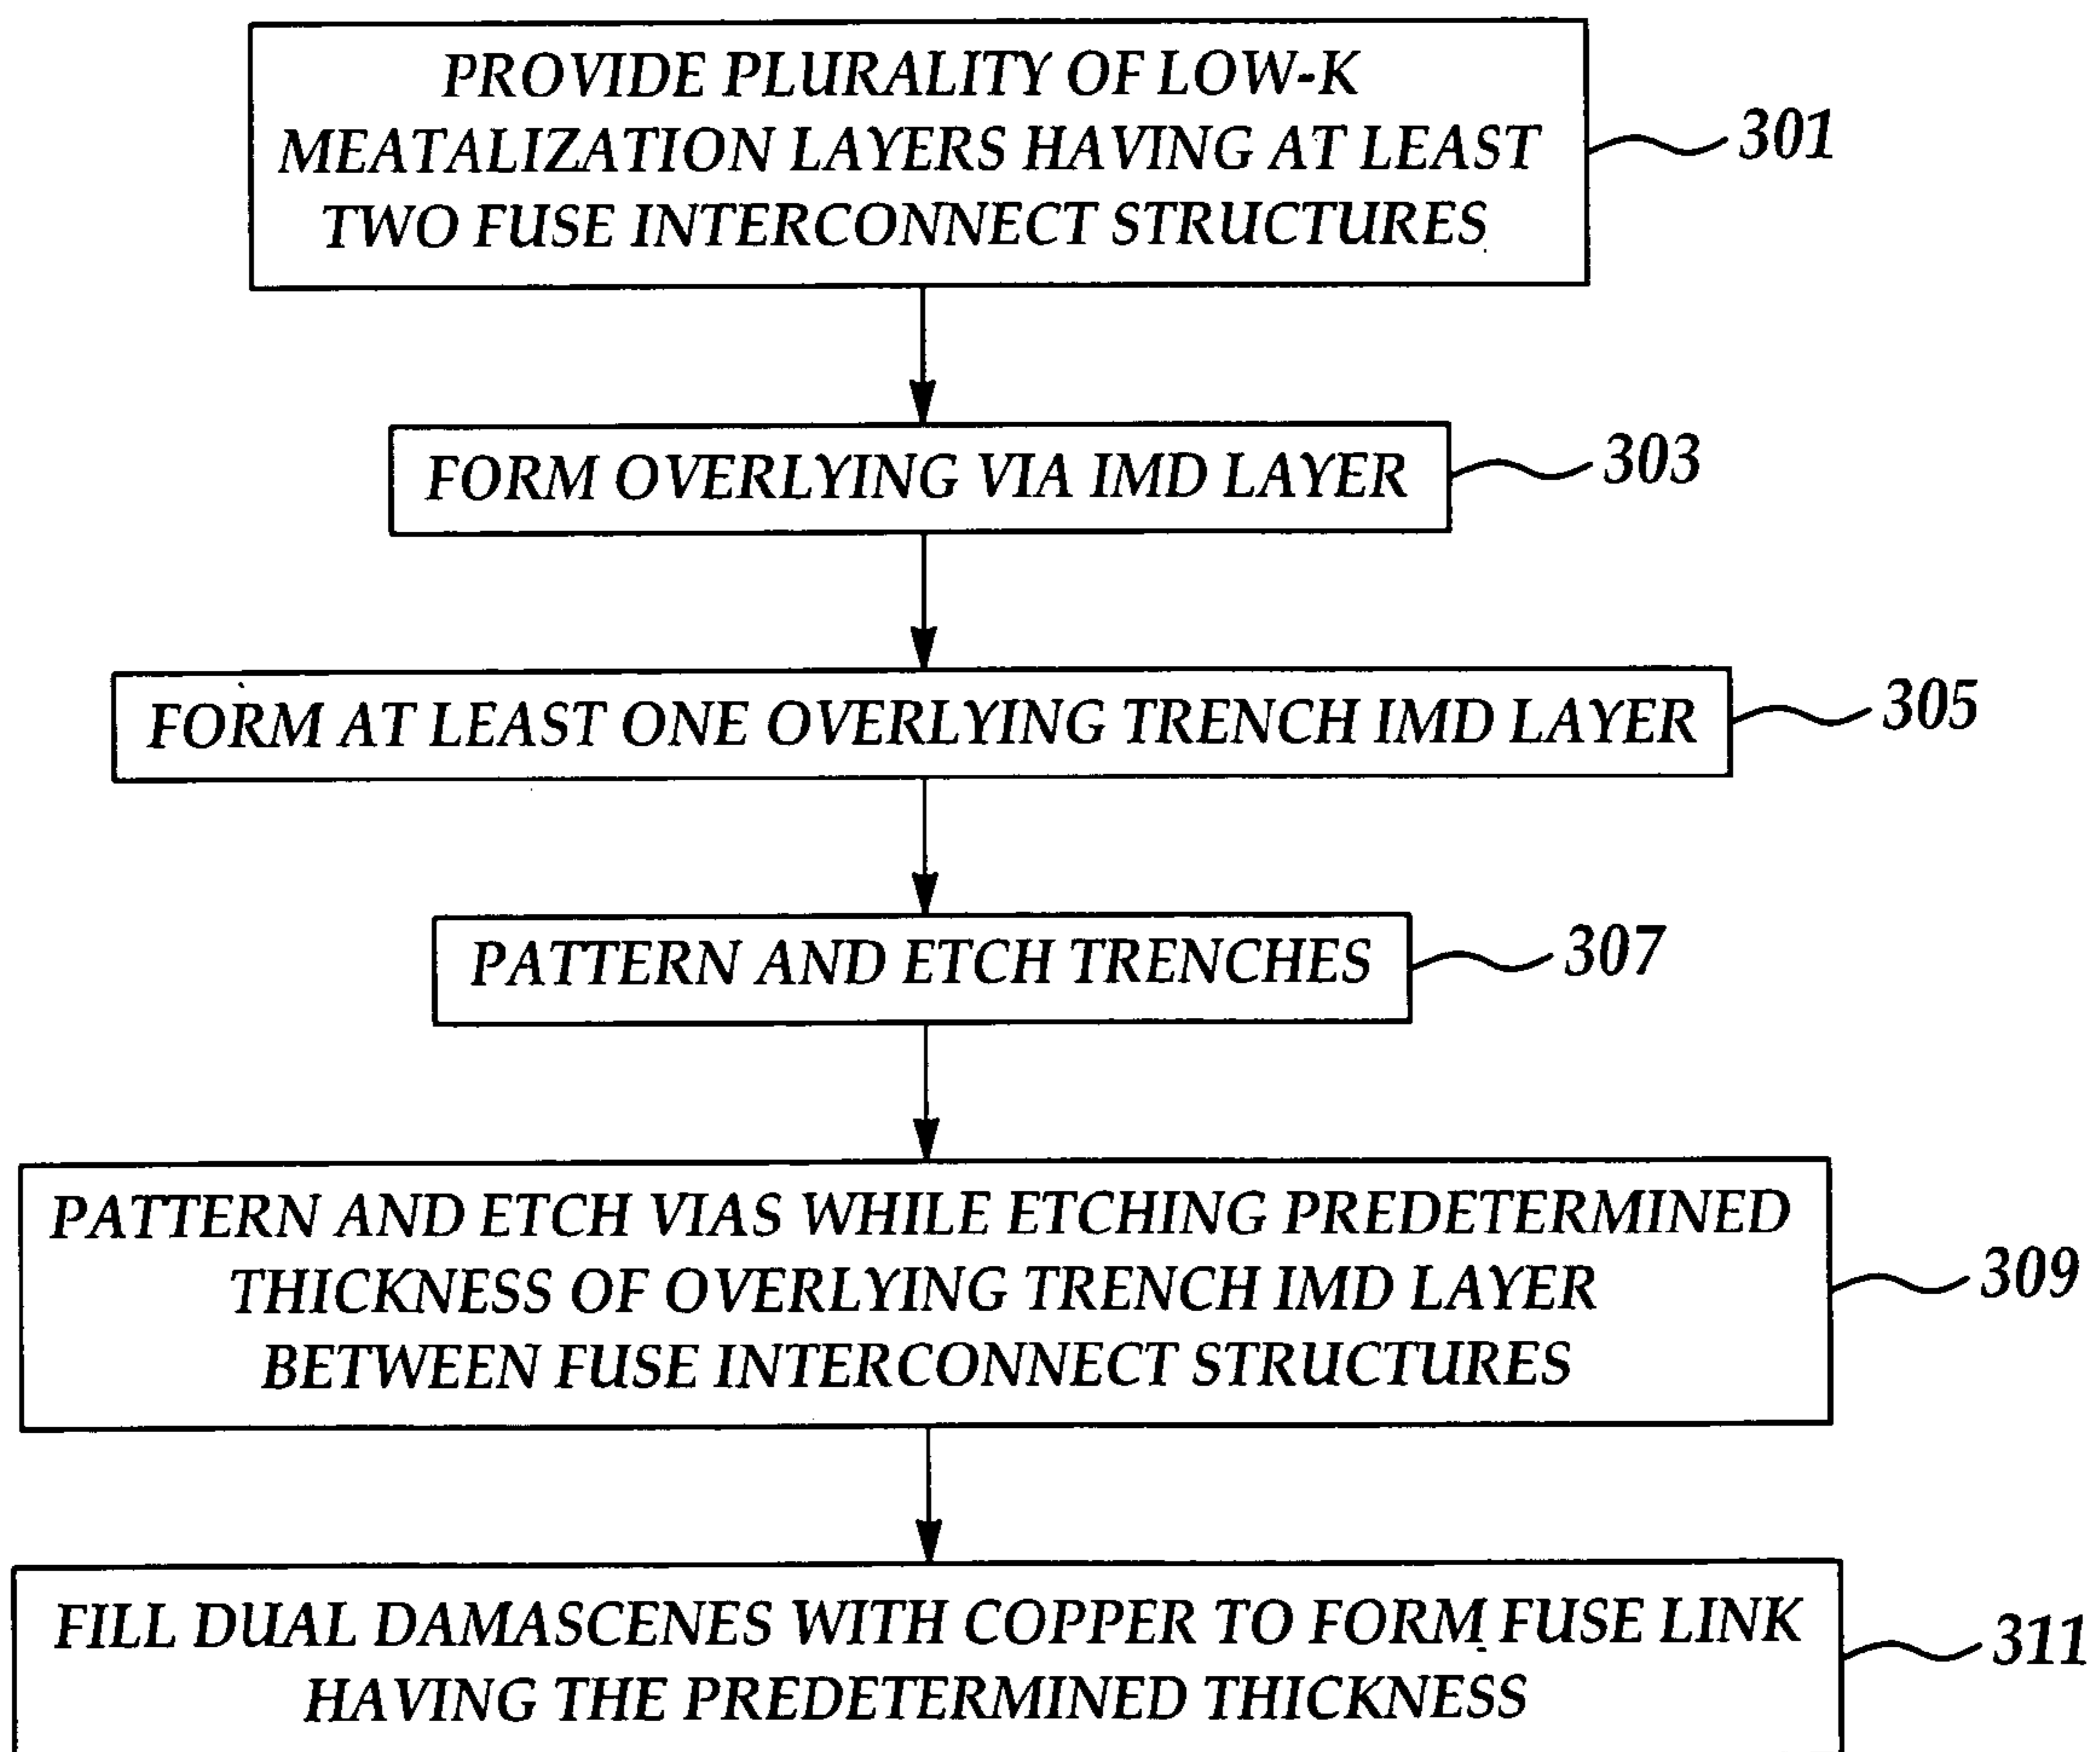 PROVIDE PLURALITY OF LOW-K
MEATALIZATION LAYERS HAVING AT LEAST
TWO FUSE INTERCONNECT STRUCTURES
301
FORM OVERLYING VIA IMD LAYER
303
FORM AT LEAST ONE OVERLYING TRENCH IMD LAYER
305
PATTERN AND ETCH TRENCHES
307
PATTERN AND ETCH VIAS WHILE ETCHING PREDETERMINED
THICKNESS OF OVERLYING TRENCH IMD LAYER
BETWEEN FUSE INTERCONNECT STRUCTURES
309
FILL DUAL DAMASCENES WITH COPPER TO FORM FUSE LINK
HAVING THE PREDETERMINED THICKNESS
311